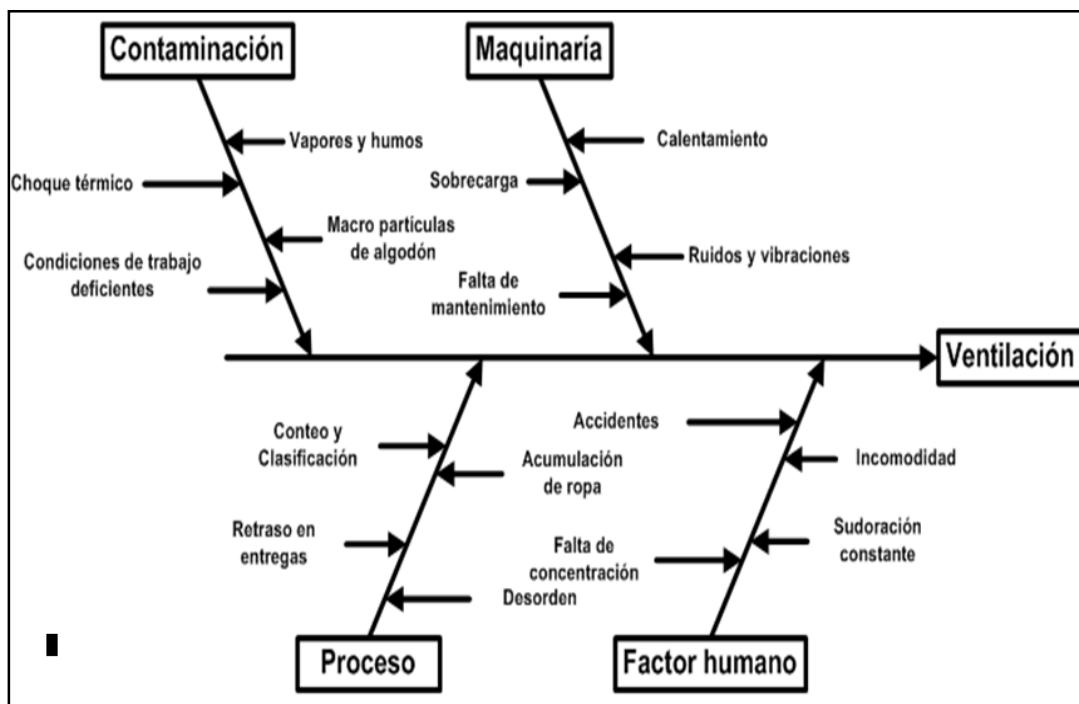 Contaminación
Maquinaría
Vapores y humos
Calentamiento
Choque térmico
Sobrecarga
Macro partículas
de algodón
Condiciones de trabajo
deficientes
Ruidos y vibraciones
Falta de
mantenimiento
Ventilación
Accidentes
Conteo y
Clasificación
Acumulación
de ropa
Incomodidad
Retraso en
entregas
Sudoración
constante
Falta de
concentración
Desorden
Proceso
Factor humano